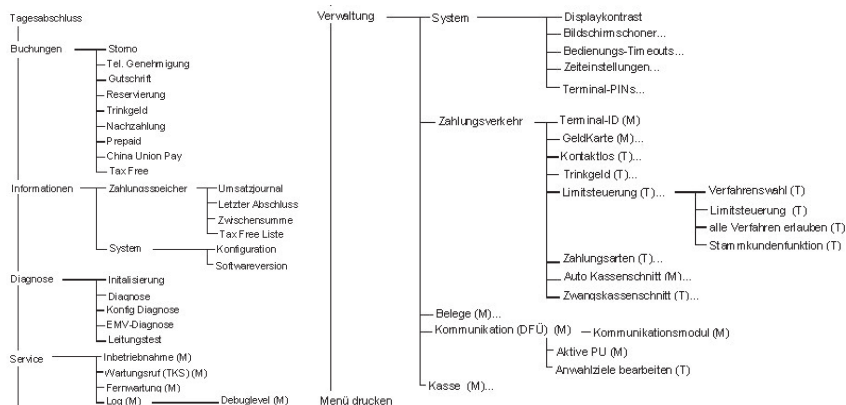 Tagesabschluss
Buchungen
Storno
Tel. Genehmigung
Gutschrift
Reservierung
Trinkgeld
Nachzahlung
Prepaid
China Union Pay
Tax Free
Informationen
Zahlungsspeicher
Umsatzjournal
Letzter Abschluss
Zwischensumme
Tax Free Liste
System
Konfiguration
Softwareversion
Diagnose
Initalisierung
Diagnose
Konfig Diagnose
EMV-Diagnose
Leitungstest
Service
Inbetriebnahme (M)
Wartungsruf (TKS) (M)
Fernwartung (M)
Log (M)
Debuglevel (M)
Verwaltung
System
Displaykontrast
Bildschirmschoner...
Bedienungs-Timeouts...
Zeiteinstellungen...
Terminal-PINs...
Zahlungsverkehr
Terminal-ID (M)
GeldKarte (M)...
Kontaktlos (T)...
Trinkgeld (T)...
Limitsteuerung (T)...
Verfahrenswahl (T)
Limitsteuerung (T)
alle Verfahren erlauben (T)
Stammkundenfunktion (T)
Zahlungsarten (T)...
Auto Kassenschnitt (M)...
Zwangskassenschnitt (T)...
Belege (M)...
Kommunikation (DFÜ) (M)
Kommunikationsmodul (M)
Aktive PU (M)
Anwahlziele bearbeiten (T)
Kasse (M)...
Menü drucken